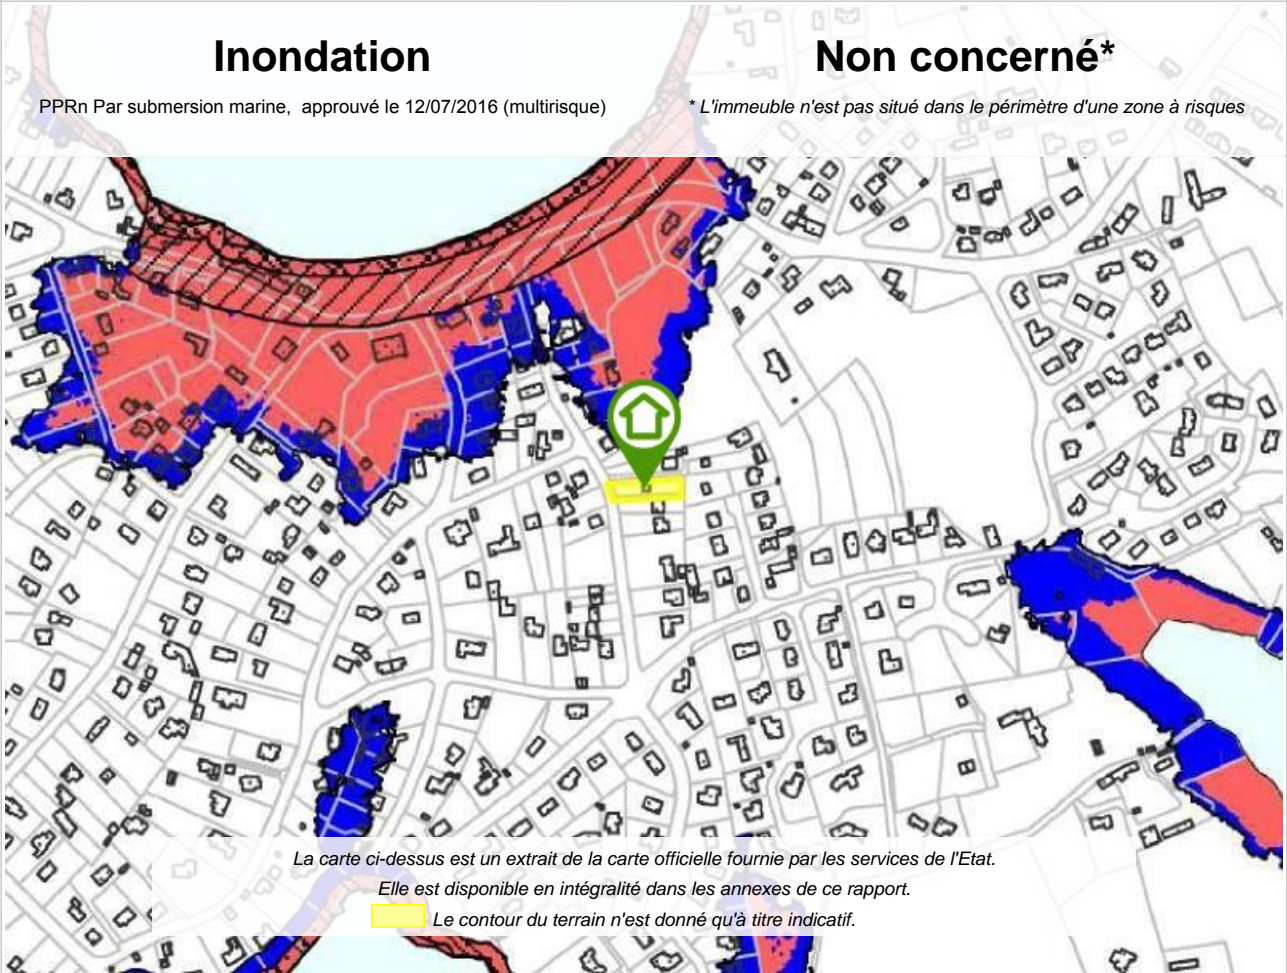 Inondation
Non concerné*
PPRn Par submersion marine, approuvé le 12/07/2016 (multirisque)
* L'immeuble n'est pas situé dans le périmètre d'une zone à risques
La carte ci-dessus est un extrait de la carte officielle fournie par les services de l'Etat.
Elle est disponible en intégralité dans les annexes de ce rapport.
Le contour du terrain n'est donné qu'à titre indicatif.